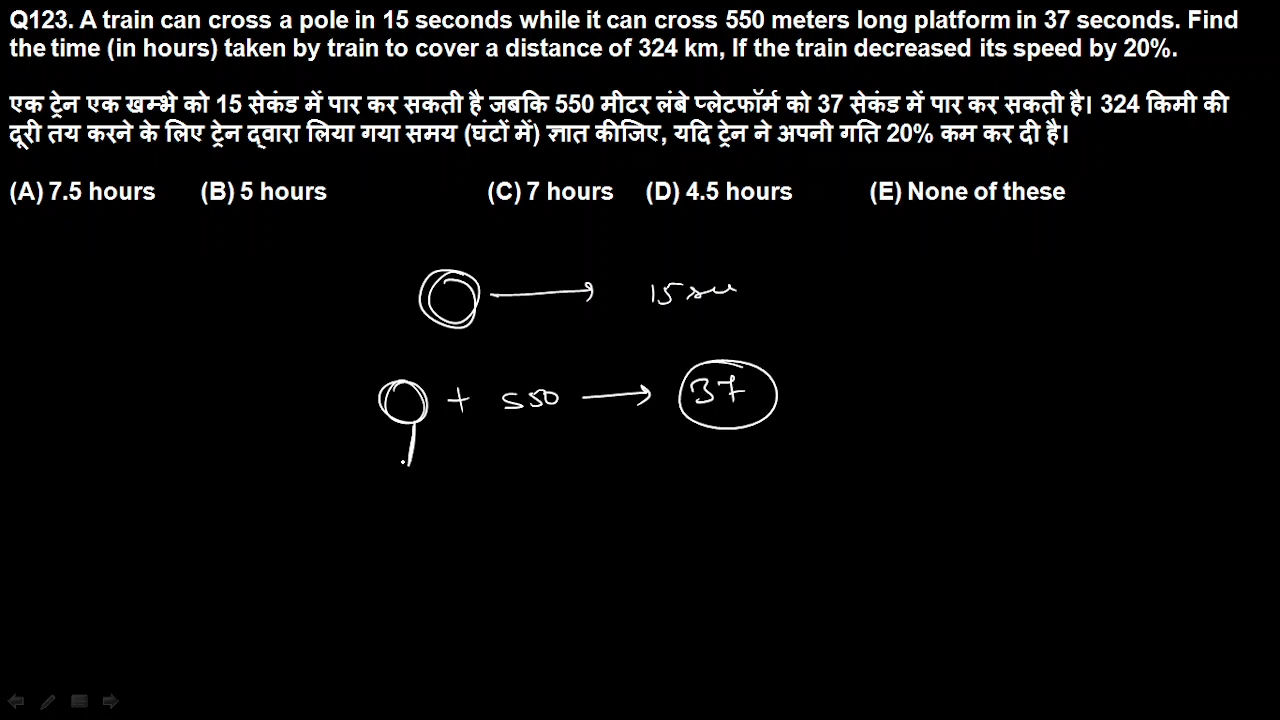 Q123. A train can cross a pole in 15 seconds while it can cross 550 meters long platform in 37 seconds. Find
the time (in hours) taken by train to cover a distance of 324 km, If the train decreased its speed by 20%.
एक ट्रेन एक खम्भे को 15 सेकंड में पार कर सकती है जबकि 550 मीटर लंबे प्लेटफॉर्म को 37 सेकंड में पार कर सकती है। 324 किमी की
दूरी तय करने के लिए ट्रेन द्वारा लिया गया समय (घंटों में) ज्ञात कीजिए, यदि ट्रेन ने अपनी गति 20% कम कर दी है।
(A) 7.5 hours (B) 5 hours (C) 7 hours (D) 4.5 hours (E) None of these
15 sec
+ 550 → 37